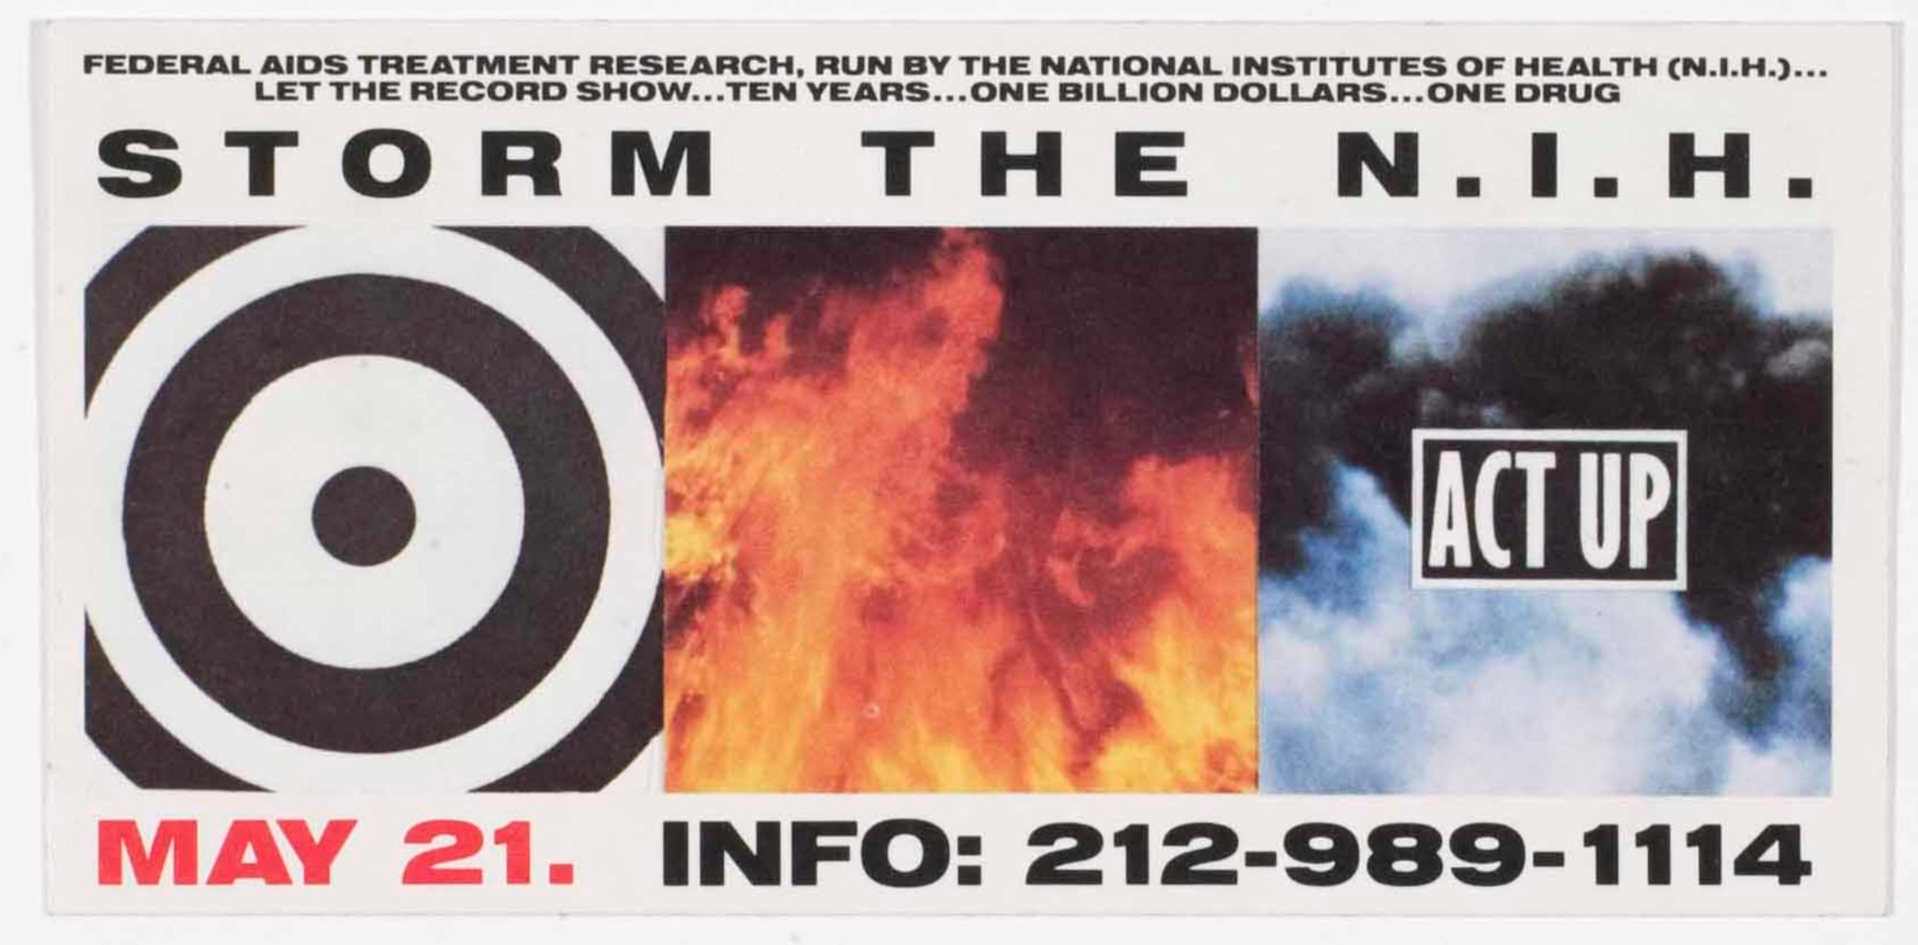 FEDERAL AIDS TREATMENT RESEARCH, RUN BY THE NATIONAL INSTITUTES OF HEALTH (N.I.H.)...
LET THE RECORD SHOW...TEN YEARS...ONE BILLION DOLLARS...ONE DRUG
STORM THE N.I.H.
ACT UP
MAY 21. INFO: 212-989-1114